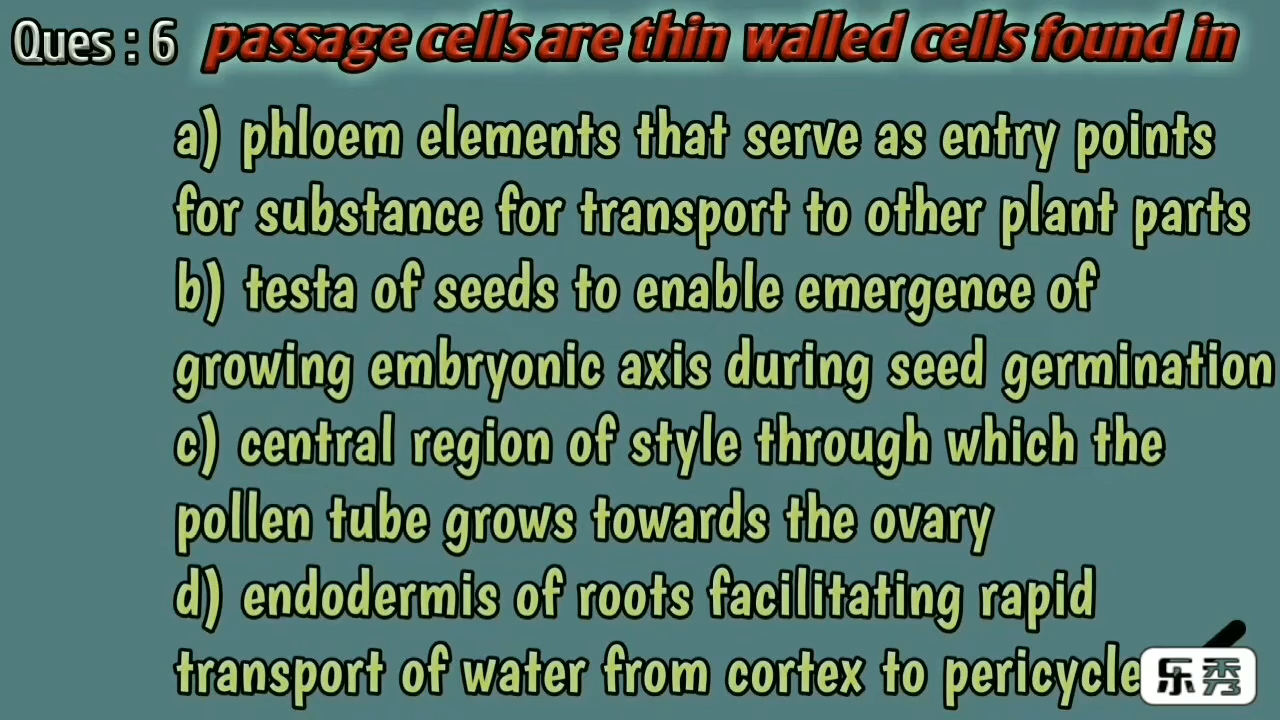 Ques : 6 passage cells are thin walled cells found in
a) phloem elements that serve as entry points
for substance for transport to other plant parts
b) testa of seeds to enable emergence of
growing embryonic axis during seed germination
c) central region of style through which the
pollen tube grows towards the ovary
d) endodermis of roots facilitating rapid
transport of water from cortex to pericycle
乐秀